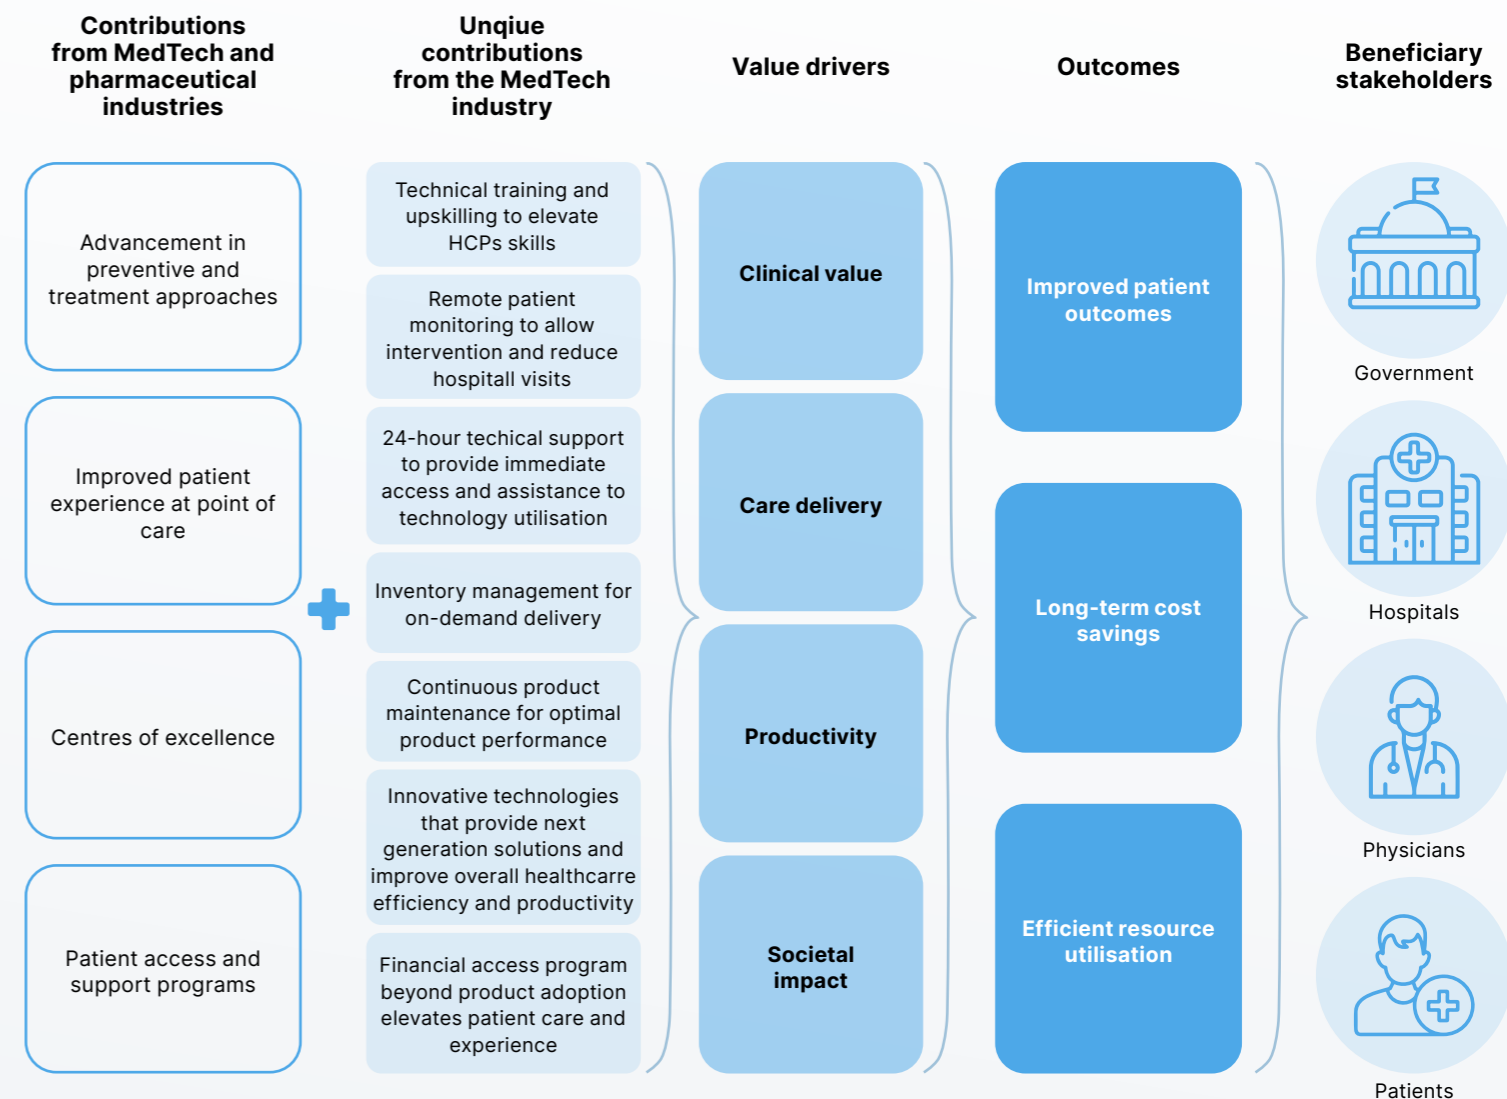 Contributions
from MedTech and
pharmaceutical
industries
Unqiue
contributions
from the MedTech
industry
Value drivers
Outcomes
Beneficiary
stakeholders
Advancement in
preventive and
treatment approaches
Improved patient
experience at point of
care
Centres of excellence
Patient access and
support programs
Technical training and
upskilling to elevate
HCPs skills
Remote patient
monitoring to allow
intervention and reduce
hospitall visits
24-hour techical support
to provide immediate
access and assistance to
technology utilisation
Inventory management for
on-demand delivery
Continuous product
maintenance for optimal
product performance
Innovative technologies
that provide next
generation solutions and
improve overall healthcarre
efficiency and productivity
Financial access program
beyond product adoption
elevates patient care and
experience
Clinical value
Care delivery
Productivity
Societal
impact
Improved patient
outcomes
Long-term cost
savings
Efficient resource
utilisation
Government
Hospitals
Physicians
Patients